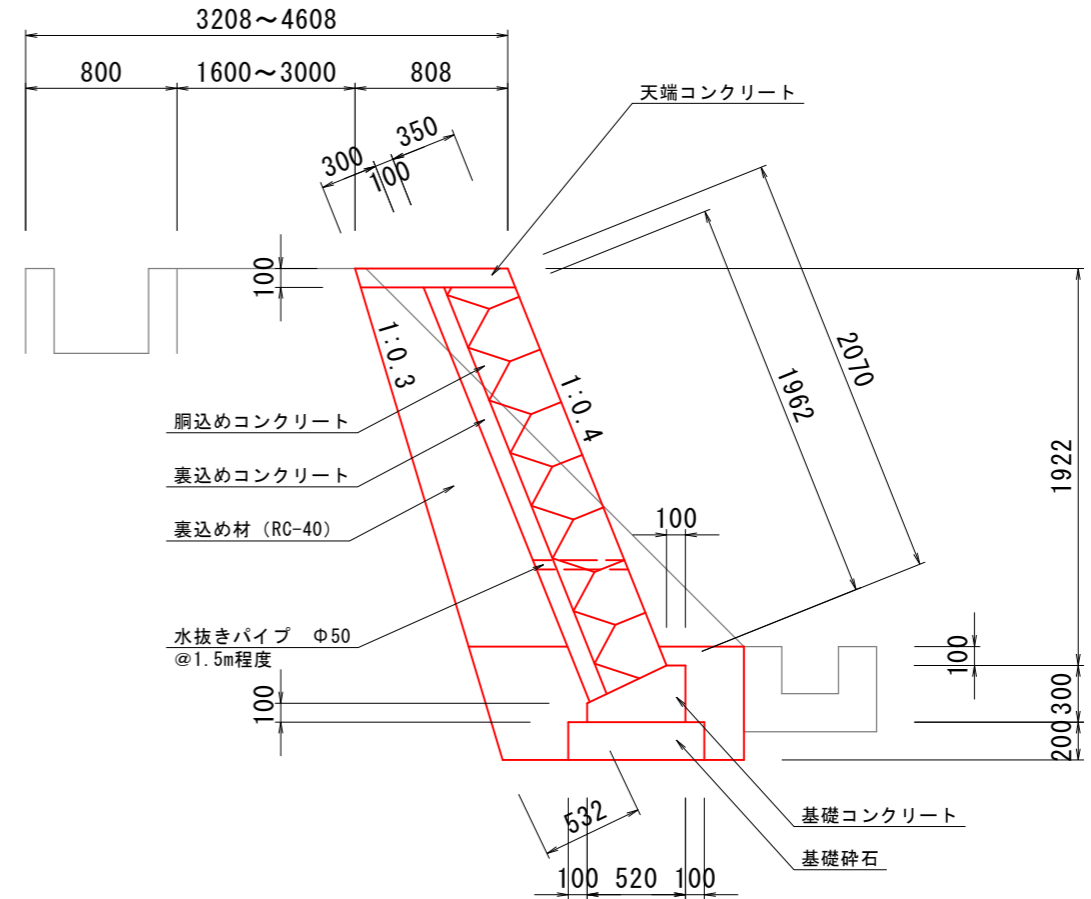 3208～4608
800
1600～3000
808
天端コンクリート
300
100
350
100
1:0.3
1:0.4
2070
1962
1922
胴込めコンクリート
裏込めコンクリート
裏込め材（RC-40）
100
水抜きパイプ　Φ50
@1.5m程度
100
100
300
200
532
基礎コンクリート
基礎砕石
100
520
100